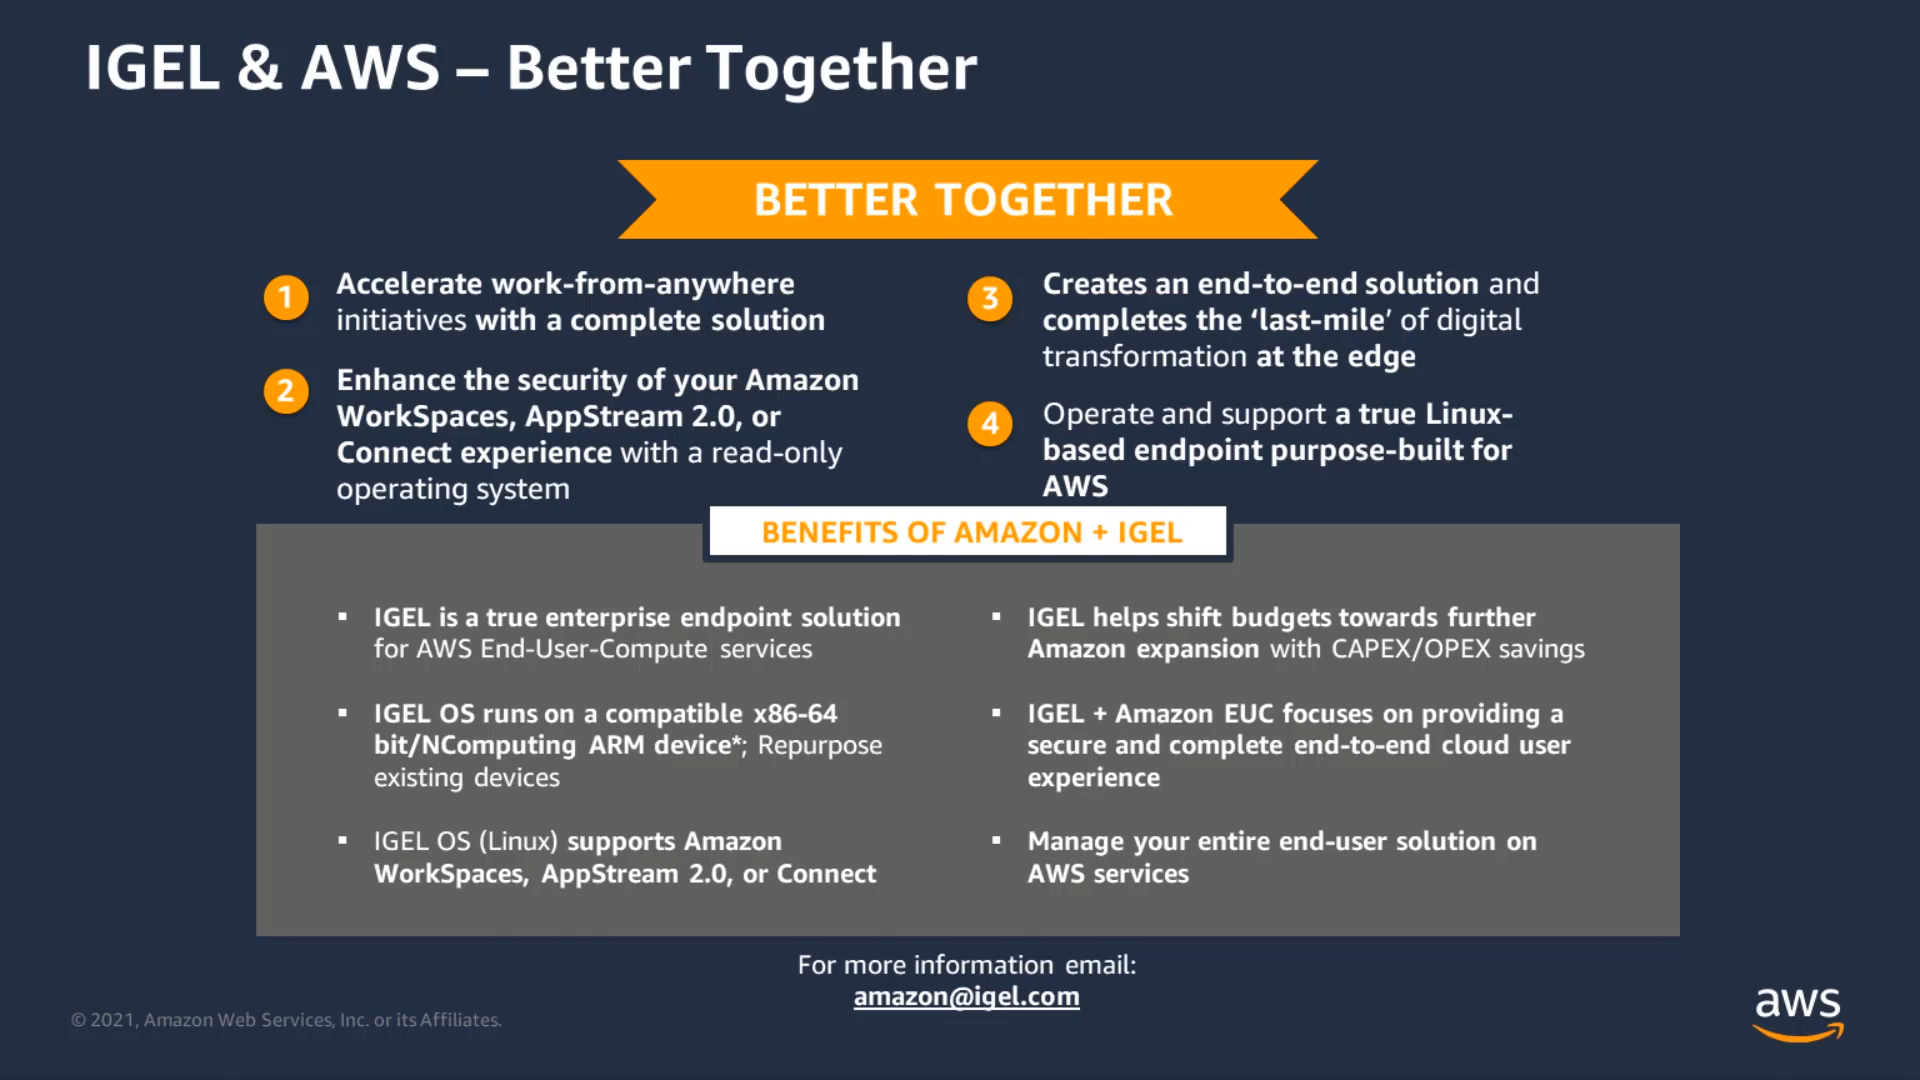 IGEL & AWS – Better Together
BETTER TOGETHER
1
Accelerate work-from-anywhere
initiatives with a complete solution
2
Enhance the security of your Amazon
WorkSpaces, AppStream 2.0, or
Connect experience with a read-only
operating system
3
Creates an end-to-end solution and
completes the ‘last-mile’ of digital
transformation at the edge
4
Operate and support a true Linux-
based endpoint purpose-built for
AWS
BENEFITS OF AMAZON + IGEL
▪ IGEL is a true enterprise endpoint solution
for AWS End-User-Compute services
▪ IGEL OS runs on a compatible x86-64
bit/NComputing ARM device*; Repurpose
existing devices
▪ IGEL OS (Linux) supports Amazon
WorkSpaces, AppStream 2.0, or Connect
▪ IGEL helps shift budgets towards further
Amazon expansion with CAPEX/OPEX savings
▪ IGEL + Amazon EUC focuses on providing a
secure and complete end-to-end cloud user
experience
▪ Manage your entire end-user solution on
AWS services
For more information email:
amazon@igel.com
© 2021, Amazon Web Services, Inc. or its Affiliates.
aws